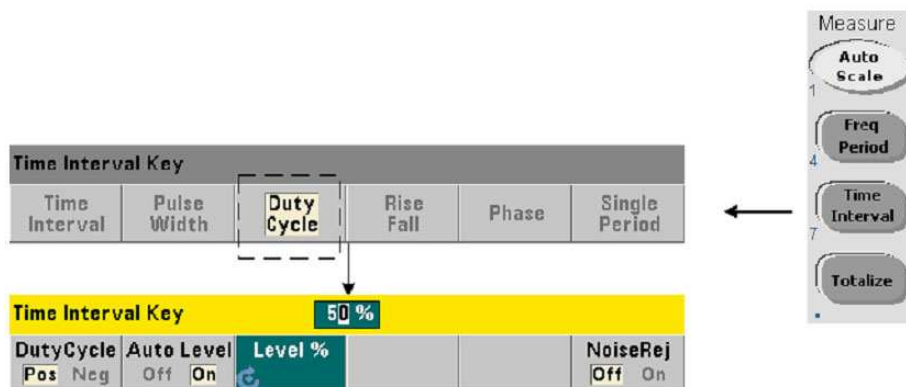 Measure
Auto
Scale
1
Freq
Period
4
Time
Interval
7
Totalize
.
Time Interval Key
Time
Interval
Pulse
Width
Duty
Cycle
Rise
Fall
Phase
Single
Period
Time Interval Key 50 %
DutyCycle Auto Level Level % NoiseRej
Pos Neg Off On Off On